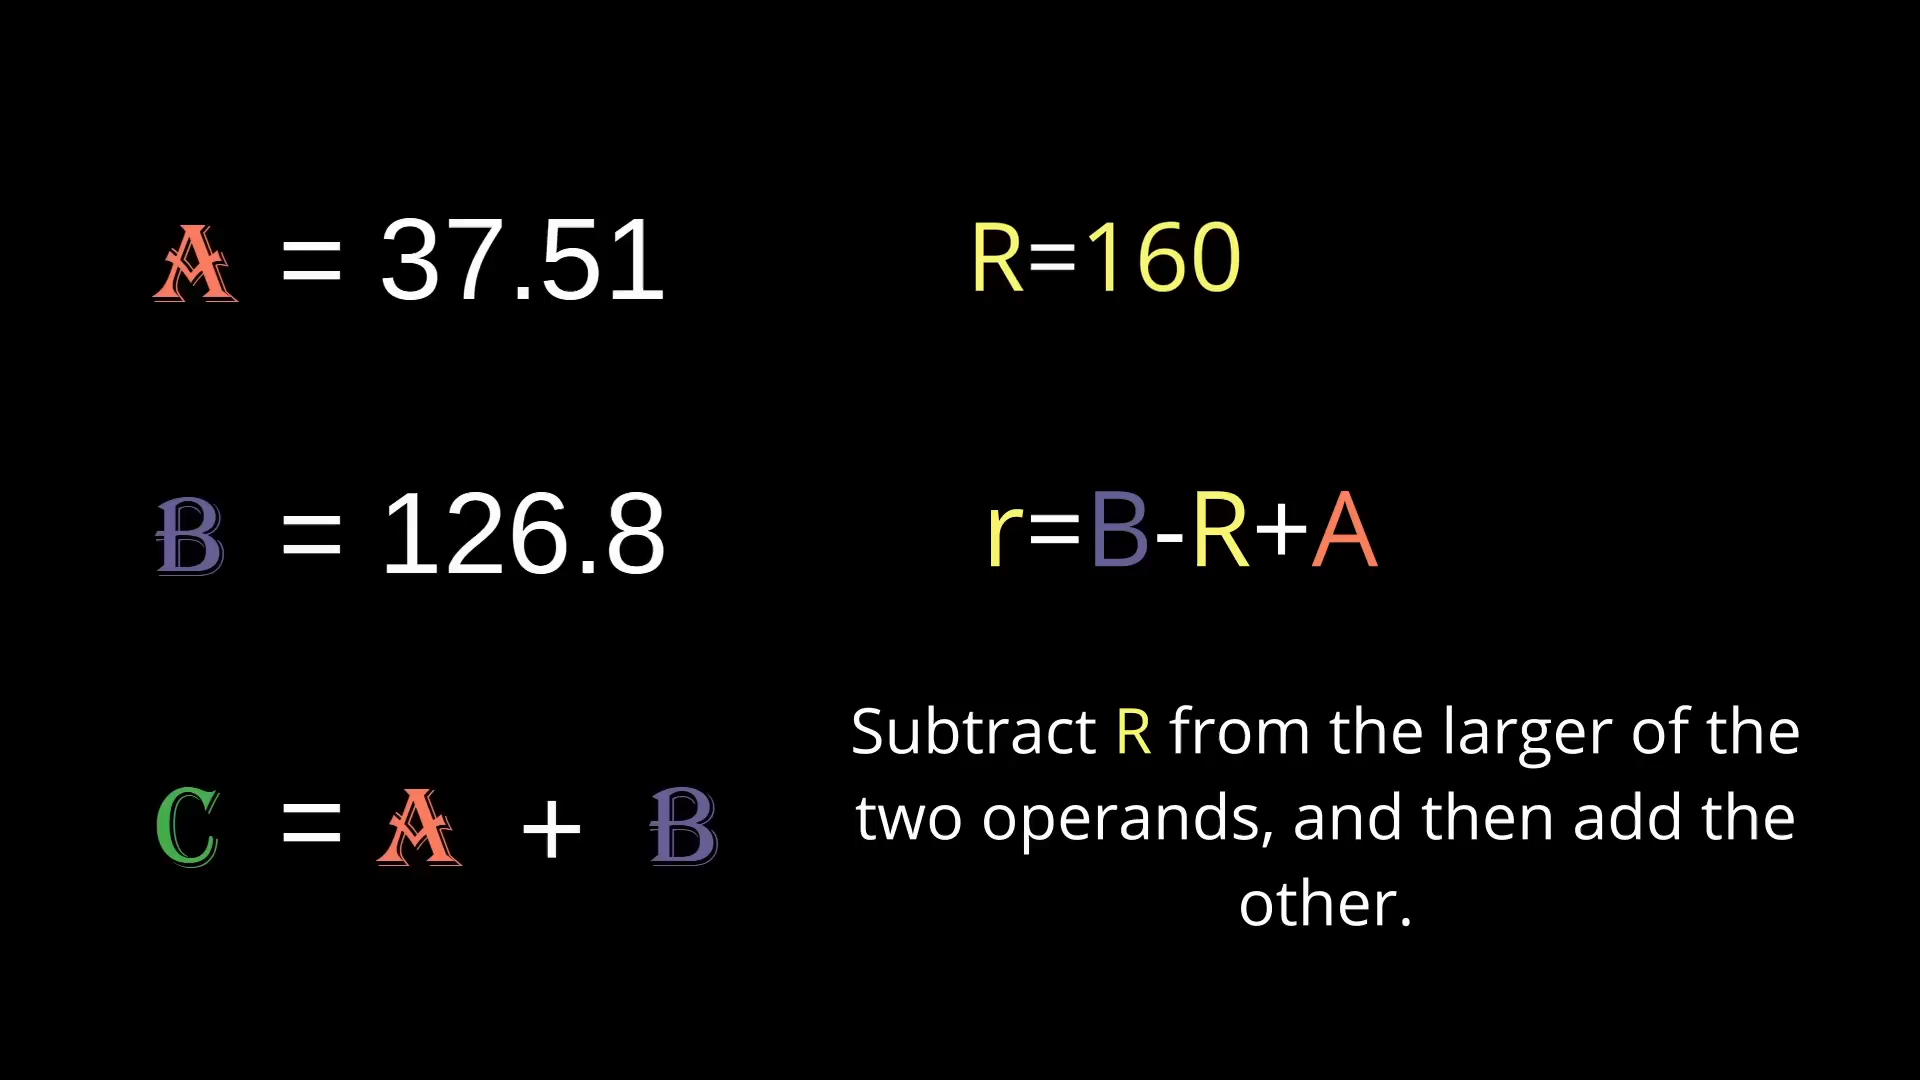 A = 37.51
R=160
B = 126.8
r=B-R+A
C = A + B
Subtract R from the larger of the
two operands, and then add the
other.